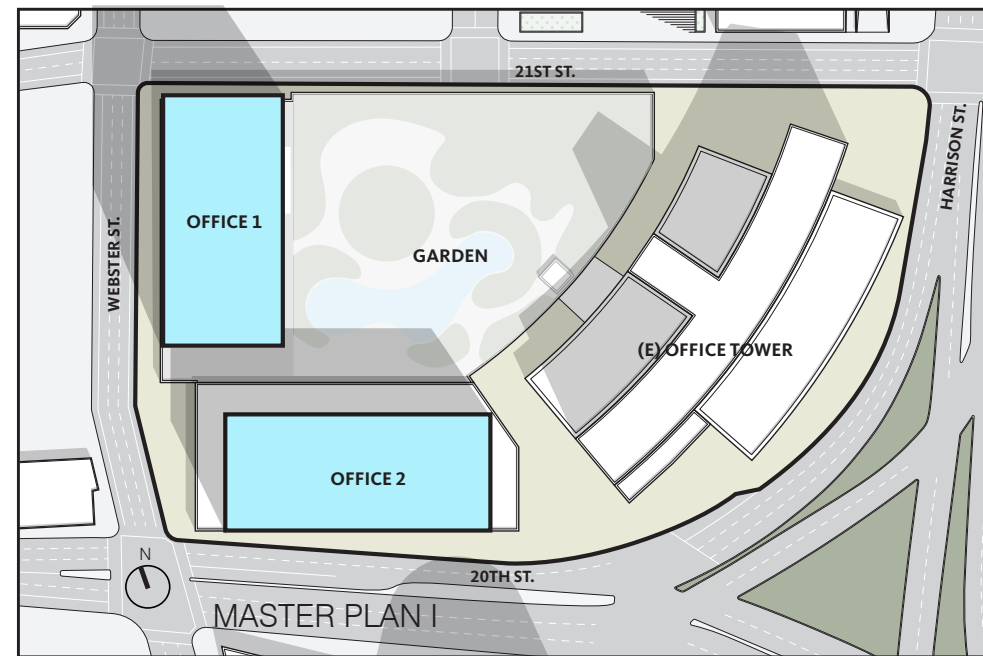 21ST ST.
HARRISON ST.
OFFICE 1
WEBSTER ST.
GARDEN
(E) OFFICE TOWER
OFFICE 2
N
20TH ST.
MASTER PLAN I